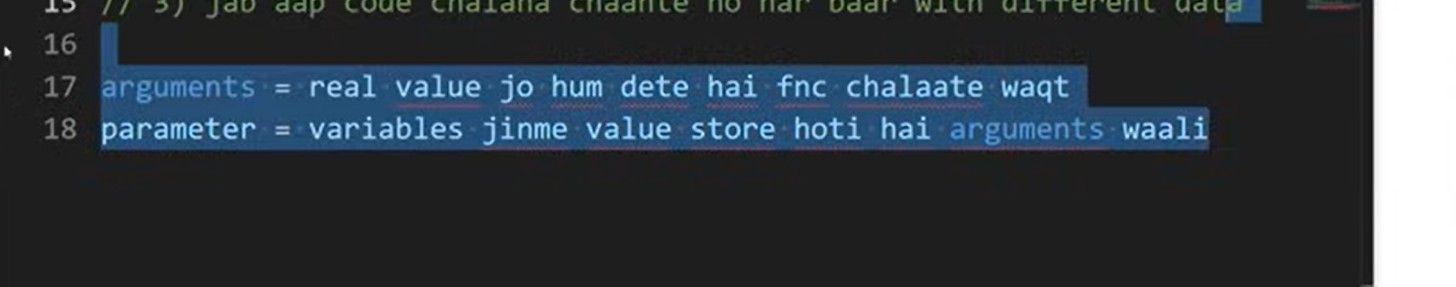 15 // 3) jab aap code chalana chaahte ho har baar with different data
16
17 arguments = real value jo hum dete hai fnc chalaate waqt
18 parameter = variables jinme value store hoti hai arguments waali